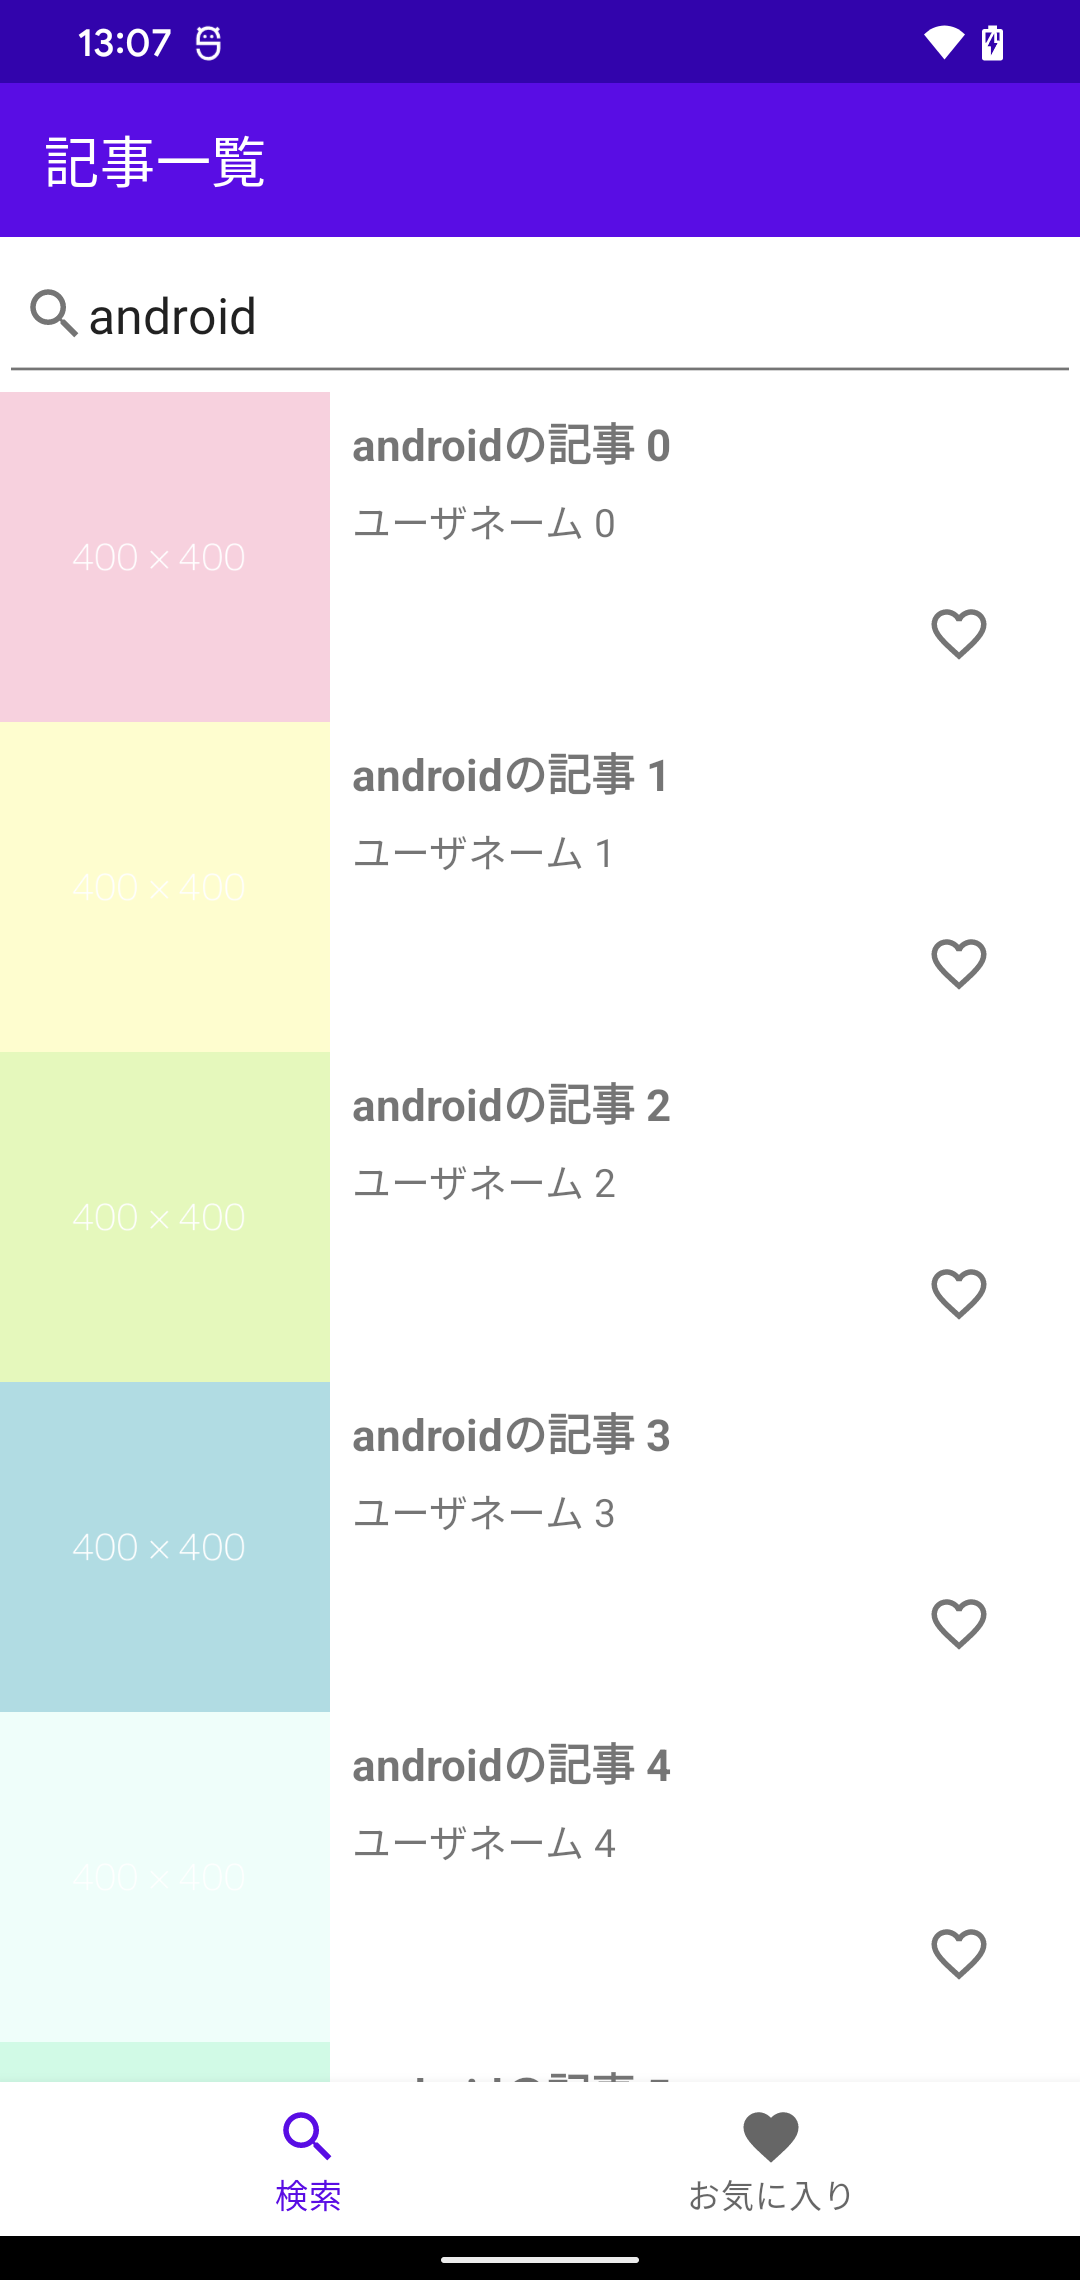 13:07
記事一覧
android
400 × 400
androidの記事 0
ユーザネーム 0
400 × 400
androidの記事 1
ユーザネーム 1
400 × 400
androidの記事 2
ユーザネーム 2
400 × 400
androidの記事 3
ユーザネーム 3
400 × 400
androidの記事 4
ユーザネーム 4
検索
お気に入り